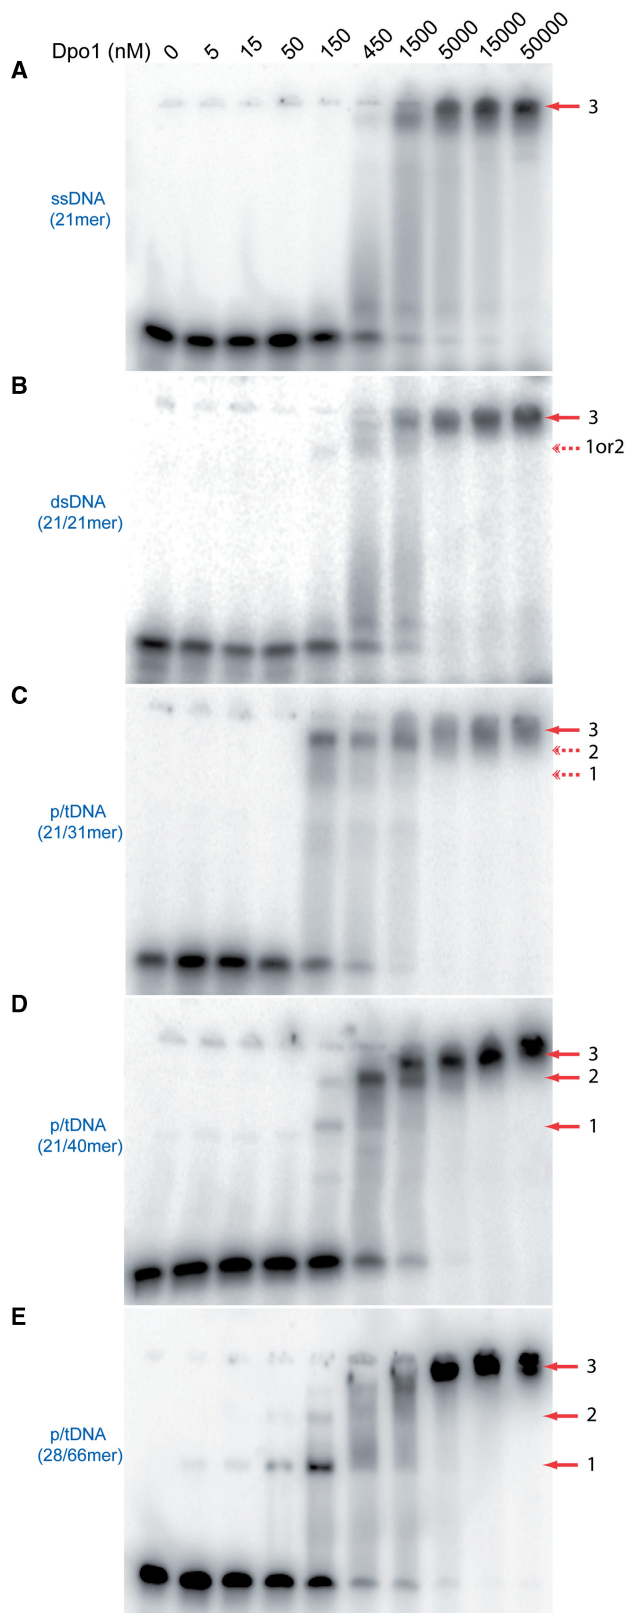 Dpo1 (nM) 0 5 15 50 150 450 1500 5000 15000 50000
A
3
ssDNA
(21mer)
B
3
1or2
dsDNA
(21/21mer)
C
3
2
1
p/tDNA
(21/31mer)
D
3
2
1
p/tDNA
(21/40mer)
E
3
2
1
p/tDNA
(28/66mer)